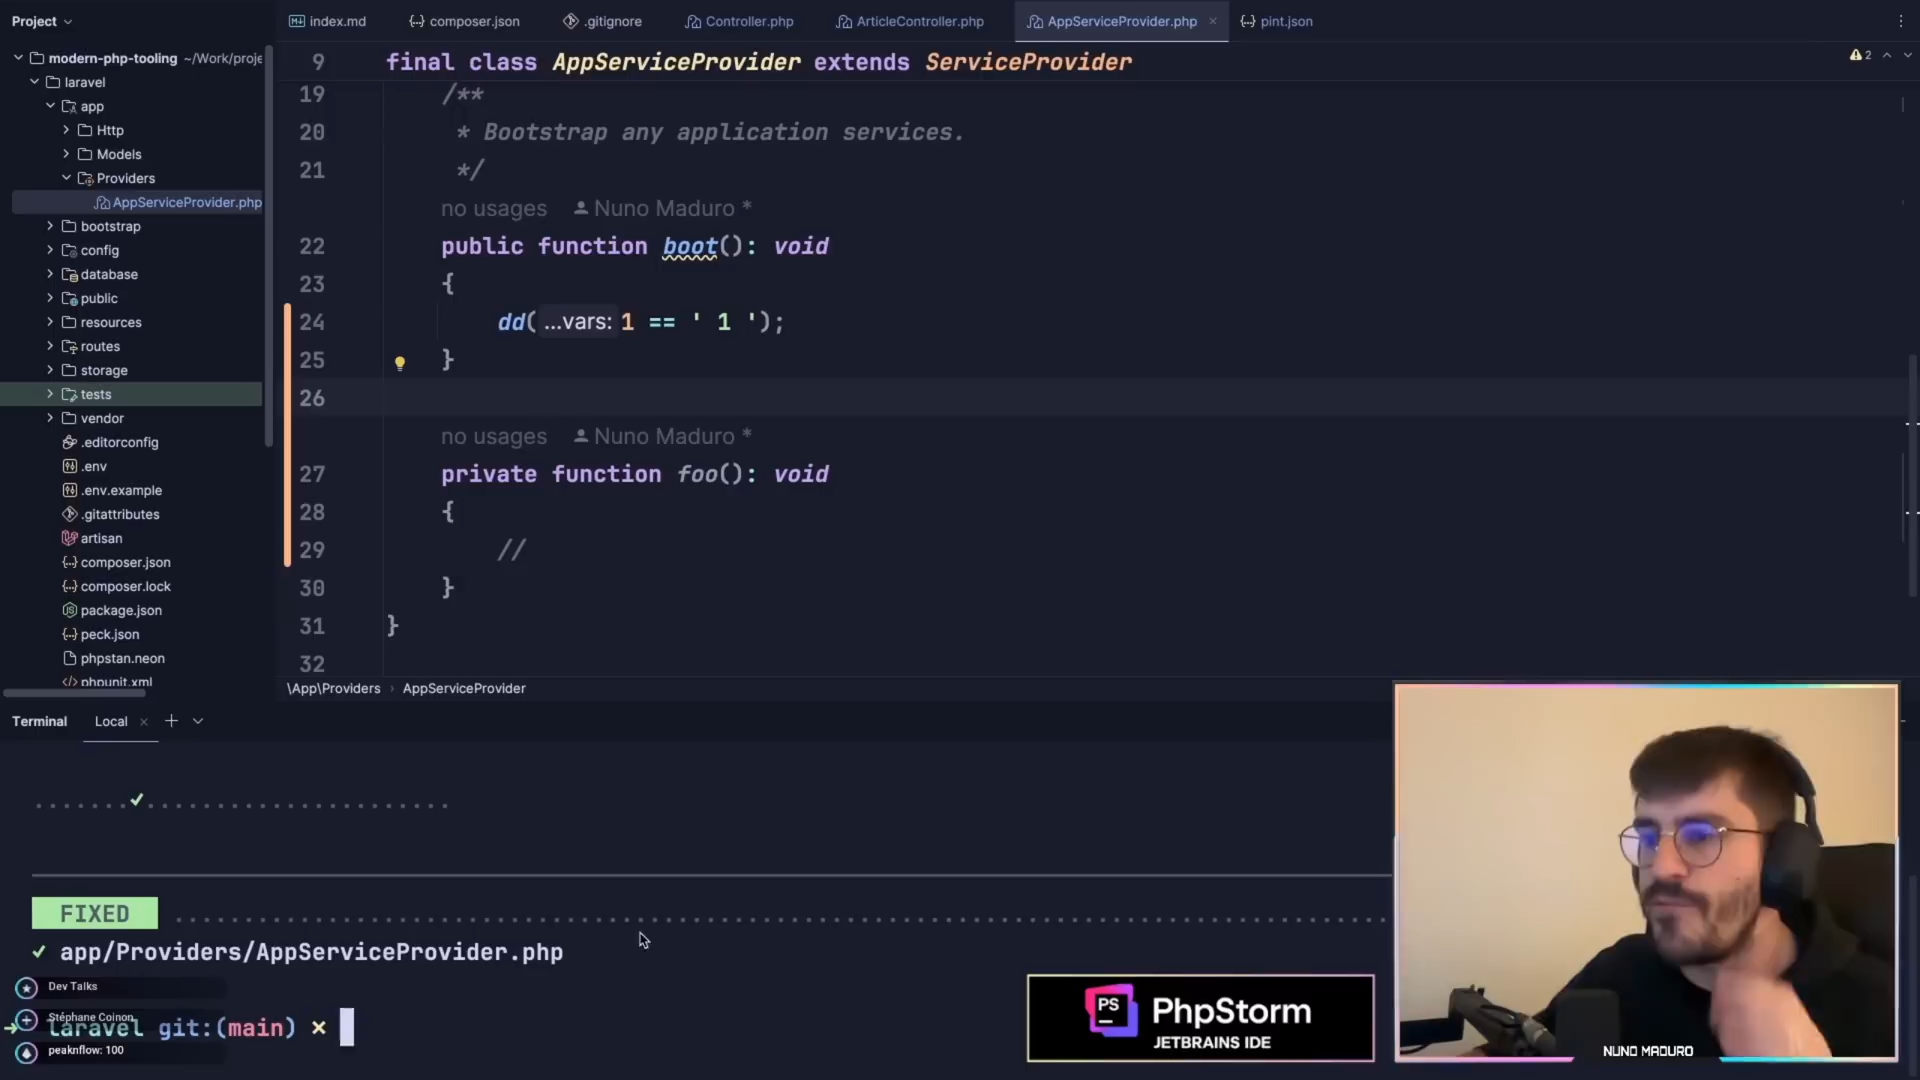 Project
index.md
composer.json
.gitignore
Controller.php
ArticleController.php
AppServiceProvider.php
pint.json
modern-php-tooling ~/Work/proje
laravel
app
Http
Models
Providers
AppServiceProvider.php
bootstrap
config
database
public
resources
routes
storage
tests
vendor
.editorconfig
.env
.env.example
.gitattributes
artisan
composer.json
composer.lock
package.json
peck.json
phpstan.neon
phpunit.xml
9 final class AppServiceProvider extends ServiceProvider
2
19 /**
20 * Bootstrap any application services.
21 */
no usages Nuno Maduro *
22 public function boot(): void
23 {
24 dd( ...vars: 1 == ' 1 ');
25 }
26
no usages Nuno Maduro *
27 private function foo(): void
28 {
29 //
30 }
31 }
32
\App\Providers › AppServiceProvider
Terminal Local
FIXED
✓ app/Providers/AppServiceProvider.php
Dev Talks
Stéphane Coinon
laravel git:(main) ×
peaknflow: 100
PS PhpStorm
JETBRAINS IDE
NUNO MADURO